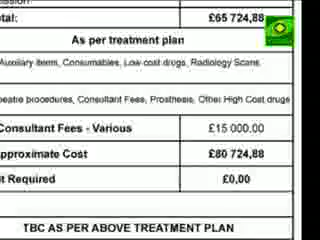 tal: £65 724,88
As per treatment plan
Auxiliary items, Consumables, Low cost drugs, Radiology Scans,
eatre procedures, Consultant Fees, Prosthesis, Other High Cost drugs
Consultant Fees - Various £15 000.00
pproximate Cost £80 724,88
it Required £0,00
TBC AS PER ABOVE TREATMENT PLAN